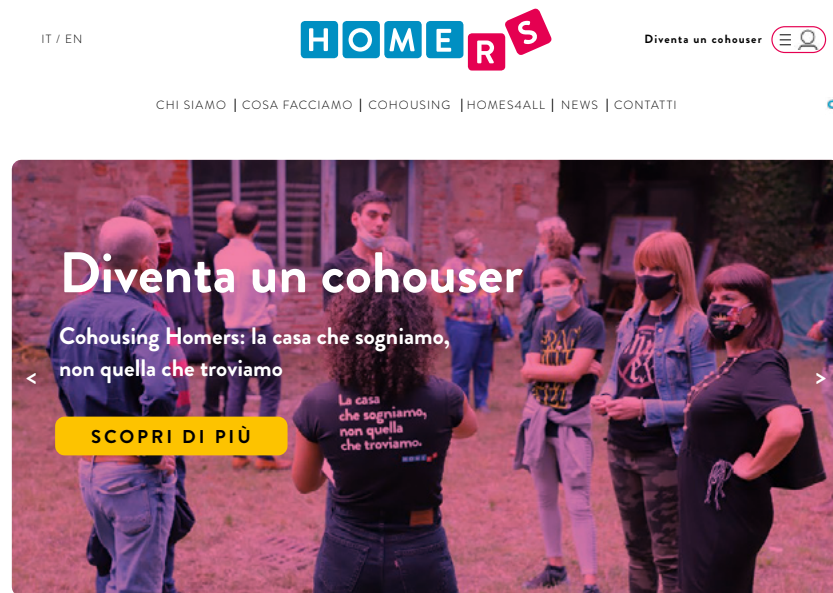 IT / EN
HOMERS
Diventa un cohouser
CHI SIAMO | COSA FACCIAMO | COHOUSING | HOMES4ALL | NEWS | CONTATTI
Diventa un cohouser
Cohousing Homers: la casa che sogniamo,
non quella che troviamo
<
>
La casa
che sogniamo,
non quella
che troviamo.
HOMERS
SCOPRI DI PIÙ